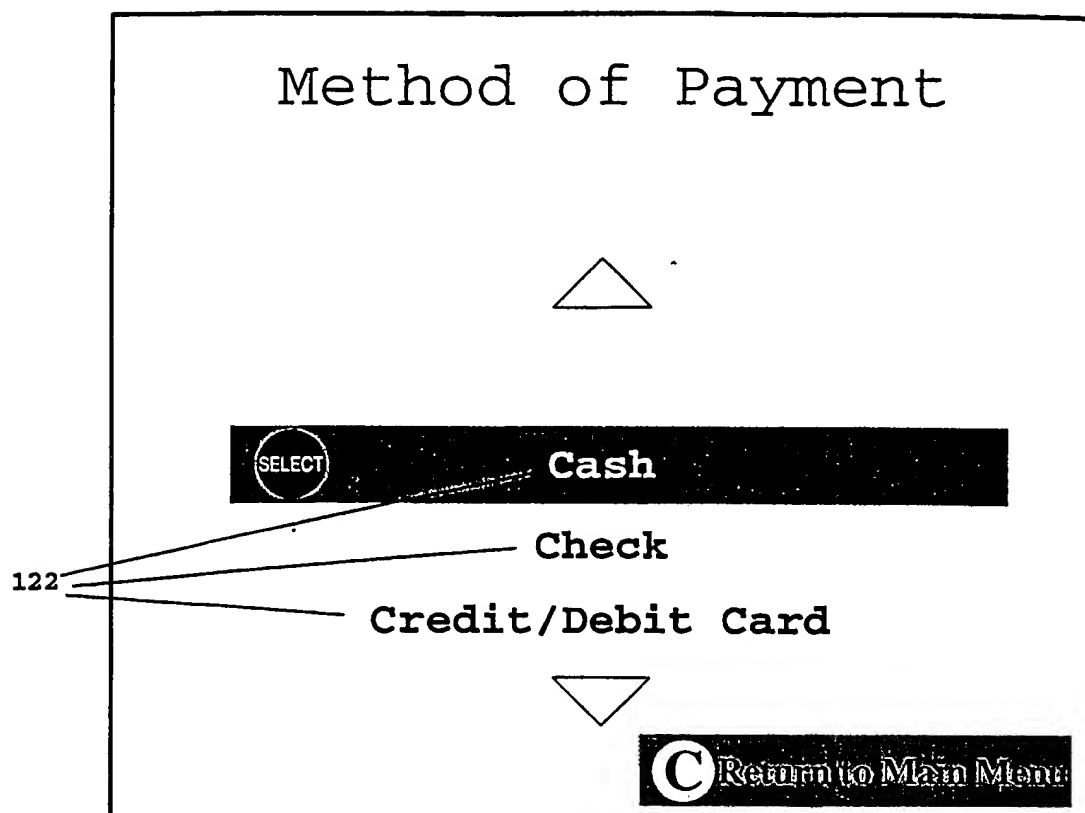 Method of Payment
SELECT Cash
Check
122
Credit/Debit Card
C Return to Main Menu